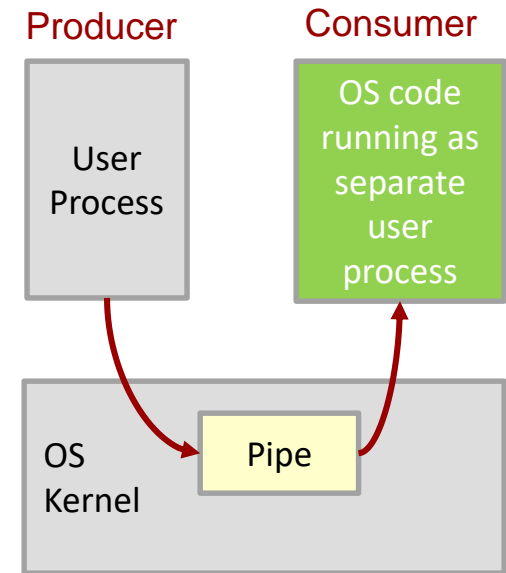 Producer
Consumer
User
Process
OS code
running as
separate
user
process
OS
Kernel
Pipe